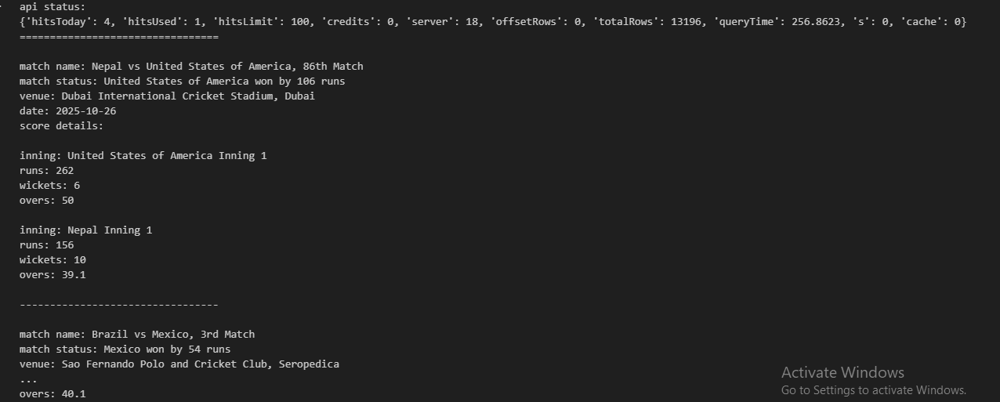 api status:
{'hitsToday': 4, 'hitsUsed': 1, 'hitsLimit': 100, 'credits': 0, 'server': 18, 'offsetRows': 0, 'totalRows': 13196, 'queryTime': 256.8623, 's': 0, 'cache': 0}
=================================
match name: Nepal vs United States of America, 86th Match
match status: United States of America won by 106 runs
venue: Dubai International Cricket Stadium, Dubai
date: 2025-10-26
score details:
inning: United States of America Inning 1
runs: 262
wickets: 6
overs: 50
inning: Nepal Inning 1
runs: 156
wickets: 10
overs: 39.1
---------------------------------
match name: Brazil vs Mexico, 3rd Match
match status: Mexico won by 54 runs
venue: Sao Fernando Polo and Cricket Club, Seropedica
...
overs: 40.1
Activate Windows
Go to Settings to activate Windows.